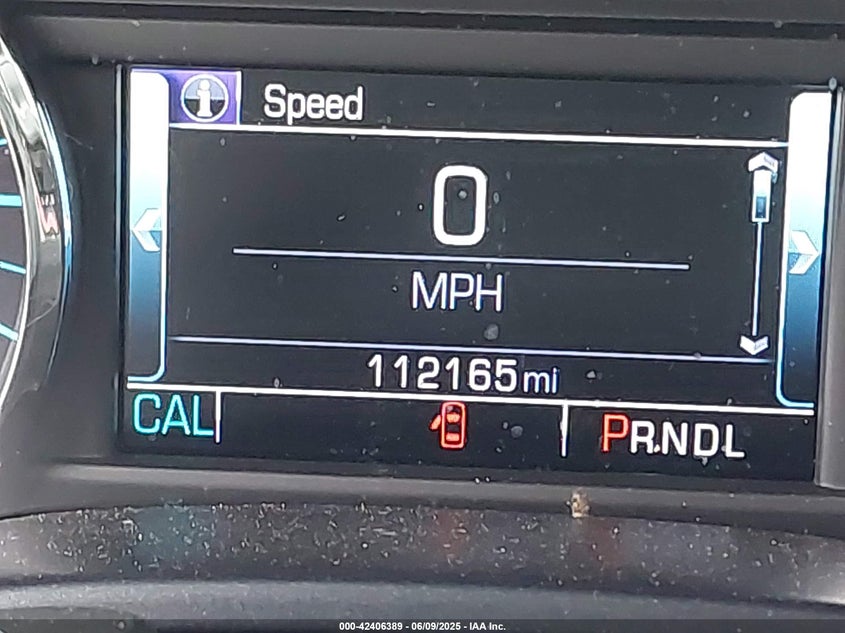 Speed
0
MPH
112165mi
CAL
PRNDL
000-42406389 - 06/09/2025 - IAA Inc.